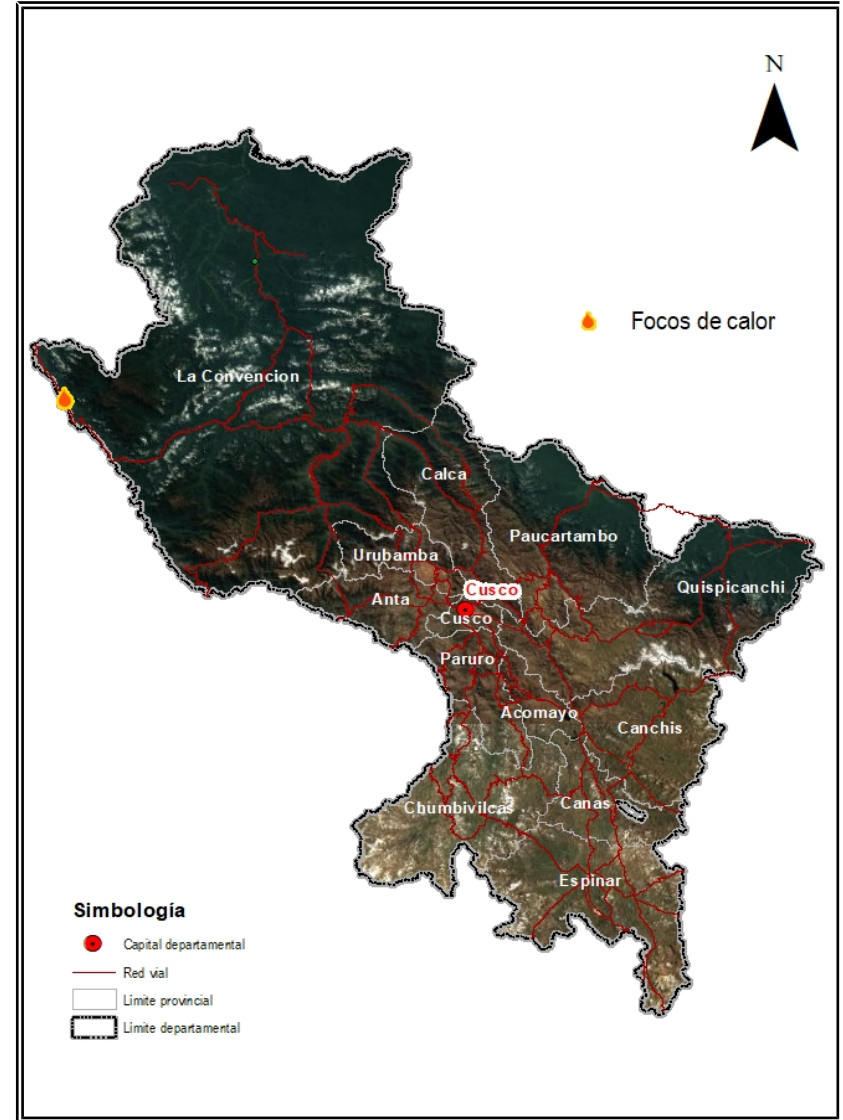 N
Focos de calor
La Convencion
Calca
Paucartambo
Urubamba
Quispicanchi
Cusco
Anta
Cusco
Paruro
Acomayo
Canchis
Chumbivilcas
Canas
Espinar
Simbología
Capital departamental
Red vial
Limite provincial
Limite departamental